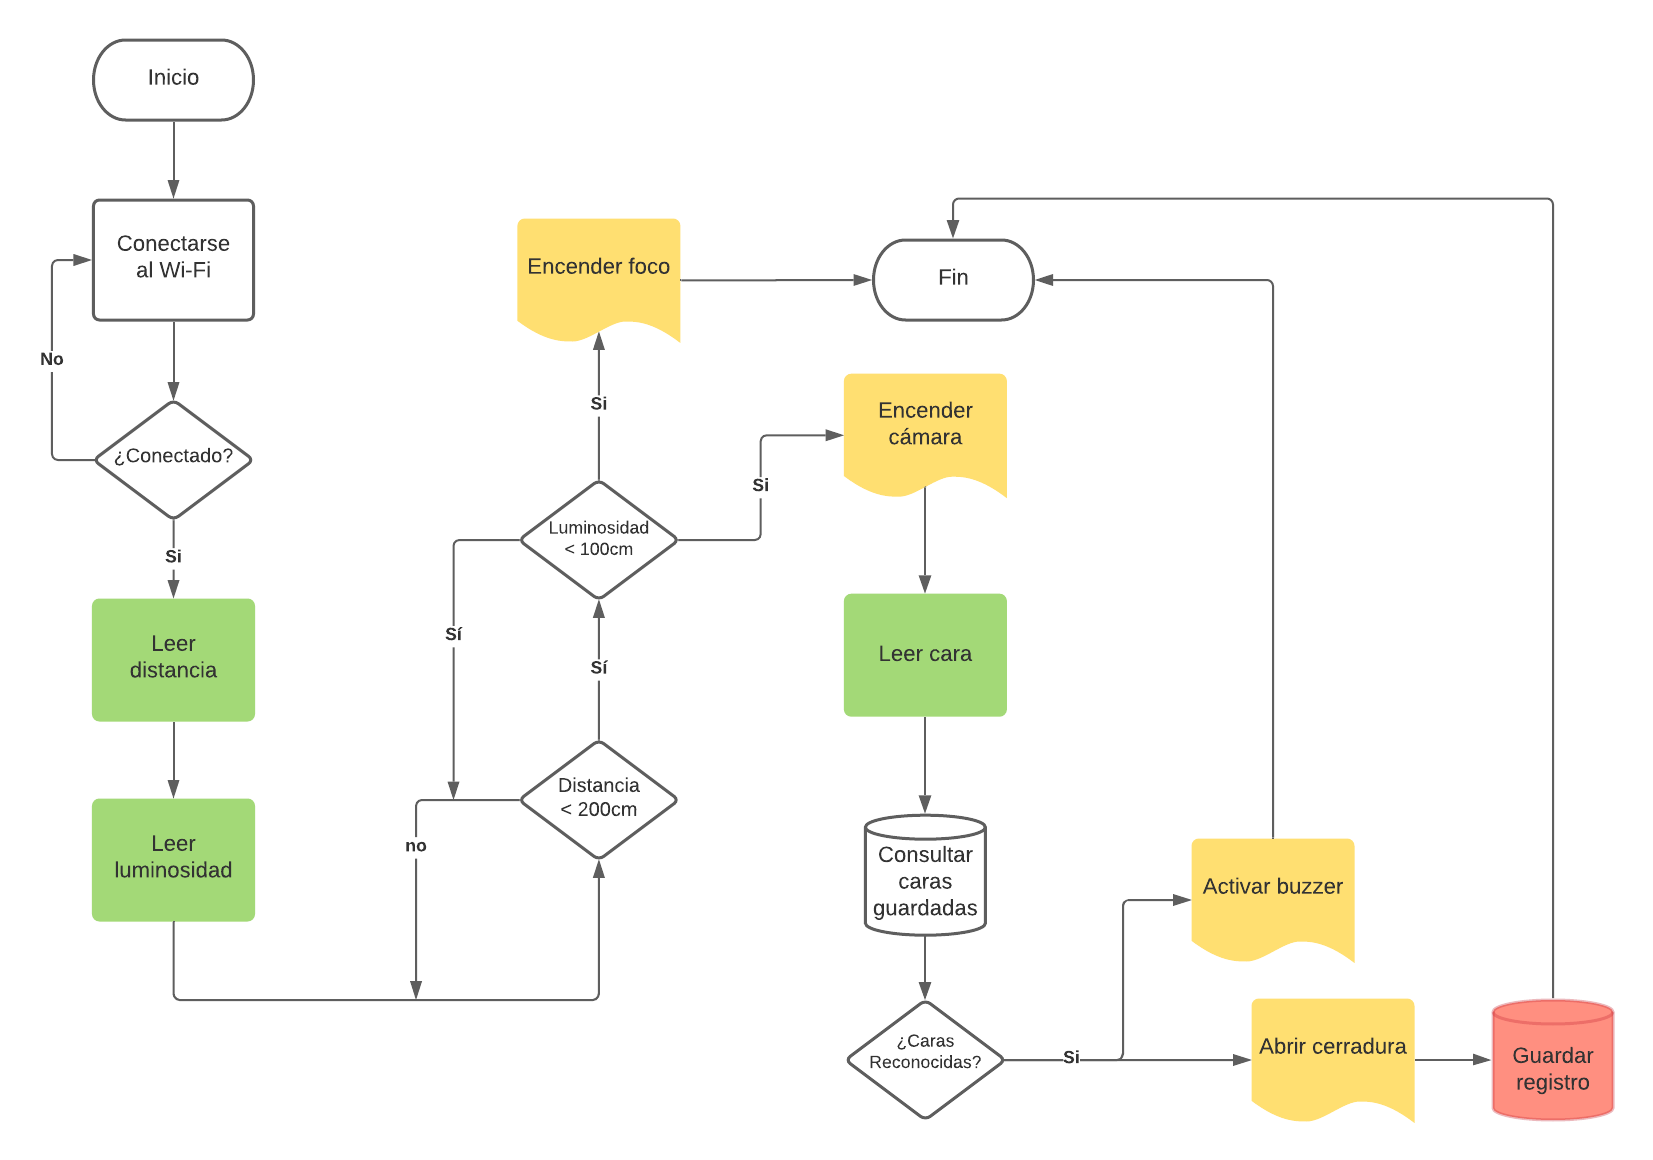 Inicio
Conectarse
al Wi-Fi
No
¿Conectado?
Si
Leer
distancia
Leer
luminosidad
Encender foco
Si
Luminosidad
< 100cm
Sí
Sí
Distancia
< 200cm
no
Fin
Si
Encender
cámara
Leer cara
Consultar
caras
guardadas
¿Caras
Reconocidas?
Si
Activar buzzer
Abrir cerradura
Guardar
registro